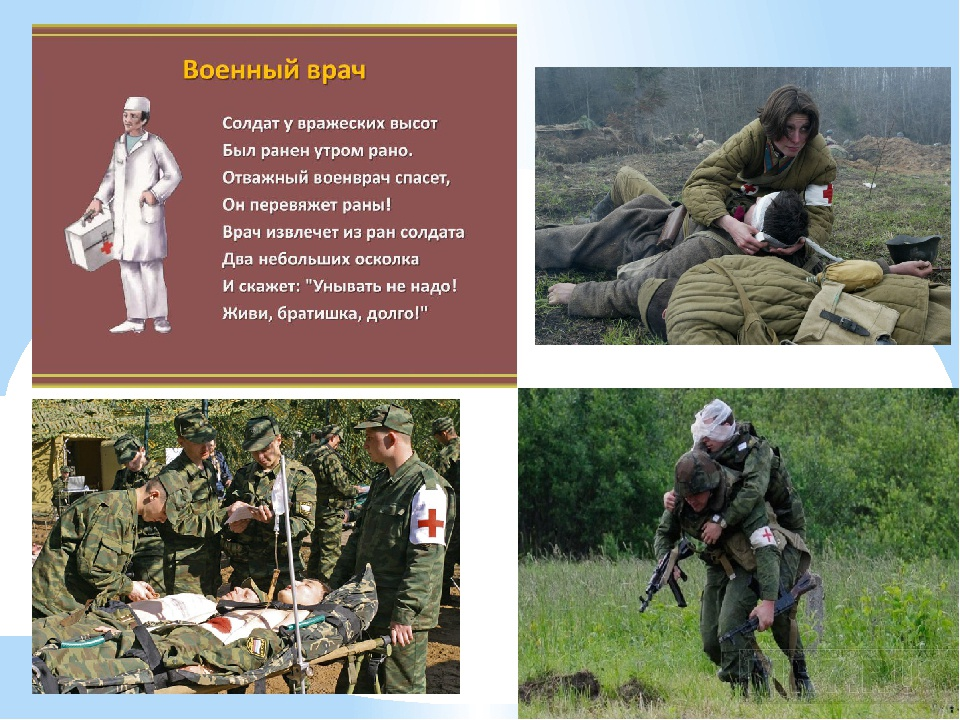 Военный врач
Солдат у вражеских высот
Был ранен утром рано.
Отважный военврач спасет,
Он перевяжет раны!
Врач извлечет из ран солдата
Два небольших осколка
И скажет: "Унывать не надо!
Живи, братишка, долго!"